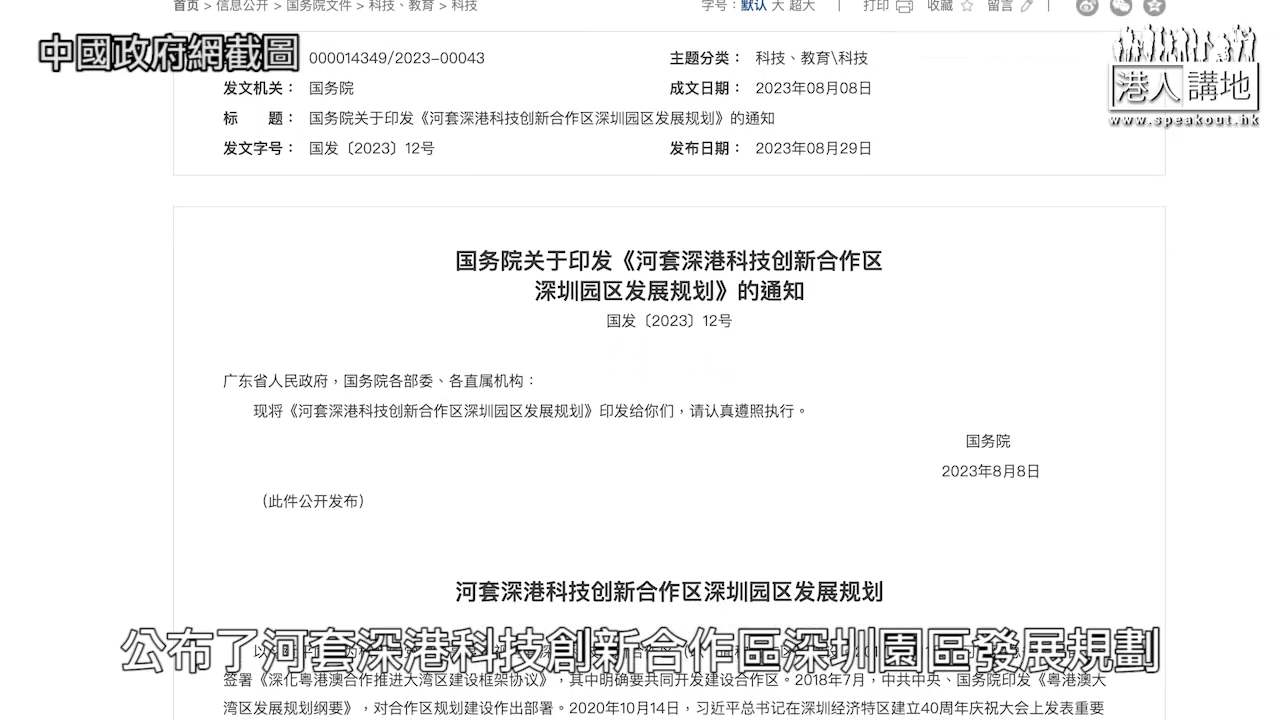 首页 > 信息公开 > 国务院文件 > 科技、教育 > 科技
字号：默认 大 超大 | 打印 收藏 留言 |
中國政府網截圖
000014349/2023-00043
主题分类： 科技、教育\科技
发文机关： 国务院
成文日期： 2023年08月08日
标 题： 国务院关于印发《河套深港科技创新合作区深圳园区发展规划》的通知
发文字号： 国发〔2023〕12号
发布日期： 2023年08月29日
港人講地
www.speakout.hk
国务院关于印发《河套深港科技创新合作区
深圳园区发展规划》的通知
国发〔2023〕12号
广东省人民政府，国务院各部委、各直属机构：
现将《河套深港科技创新合作区深圳园区发展规划》印发给你们，请认真遵照执行。
国务院
2023年8月8日
（此件公开发布）
河套深港科技创新合作区深圳园区发展规划
公布了河套深港科技創新合作區深圳園區發展規劃
签署《深化粤港澳合作推进大湾区建设框架协议》，其中明确要共同开发建设合作区。2018年7月，中共中央、国务院印发《粤港澳大
湾区发展规划纲要》，对合作区规划建设作出部署。2020年10月14日，习近平总书记在深圳经济特区建立40周年庆祝大会上发表重要